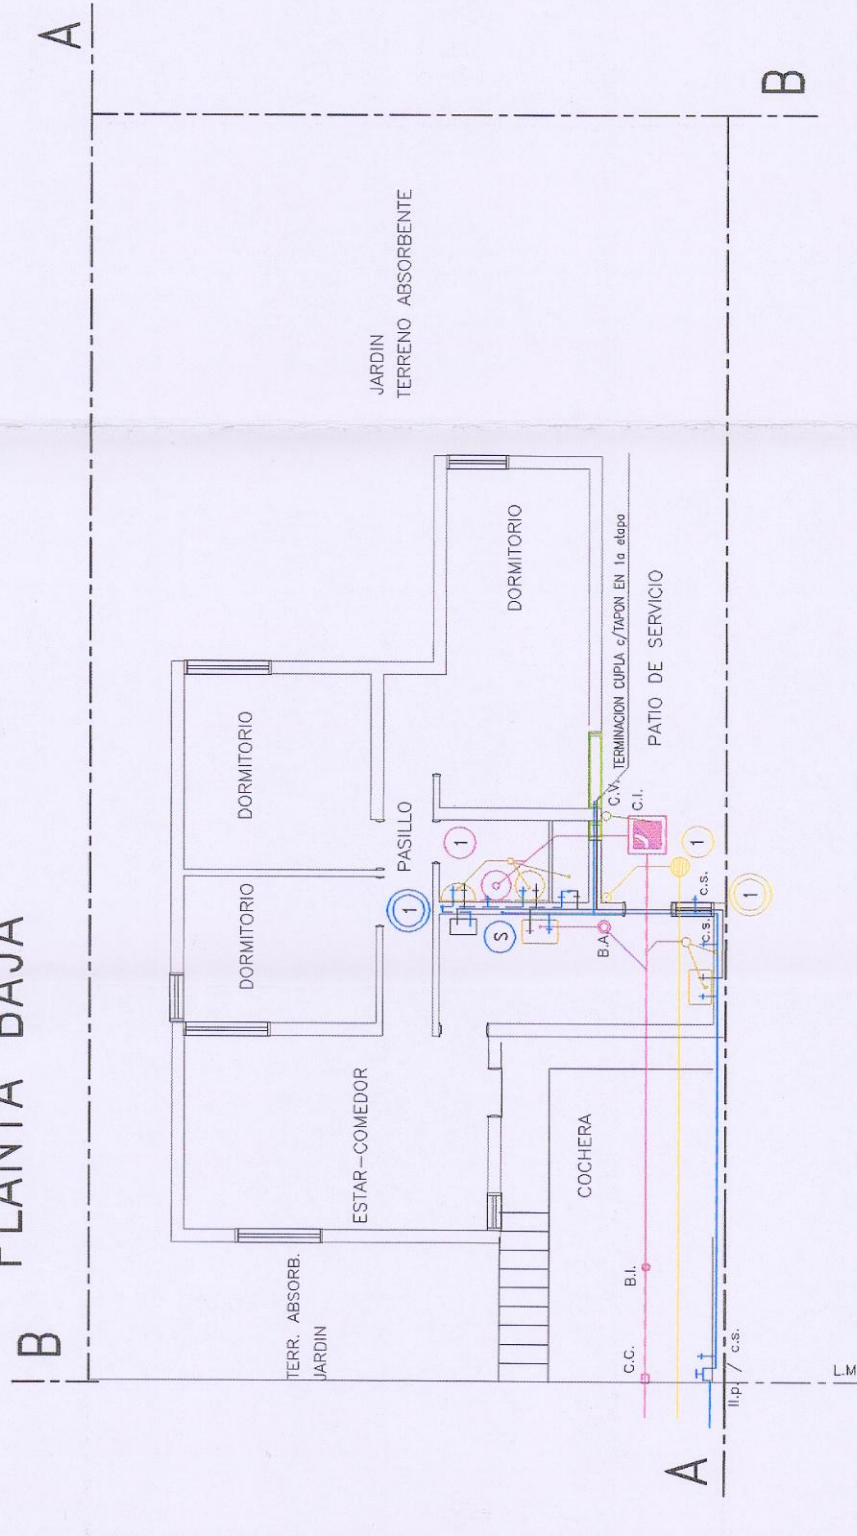 PLANTA BAJA
A
B
JARDIN
TERRENO ABSORBENTE
DORMITORIO
DORMITORIO
DORMITORIO
TERMINACION CUPLA c/TAPON EN 1a etapa
PATIO DE SERVICIO
PASILLO
C.V.
C.I.
1
1
1
1
S
B.A.
c.s.
c.s.
ESTAR-COMEDOR
COCHERA
TERR. ABSORB.
JARDIN
B.I.
C.C.
ll.p.
c.s.
B
A
L.M